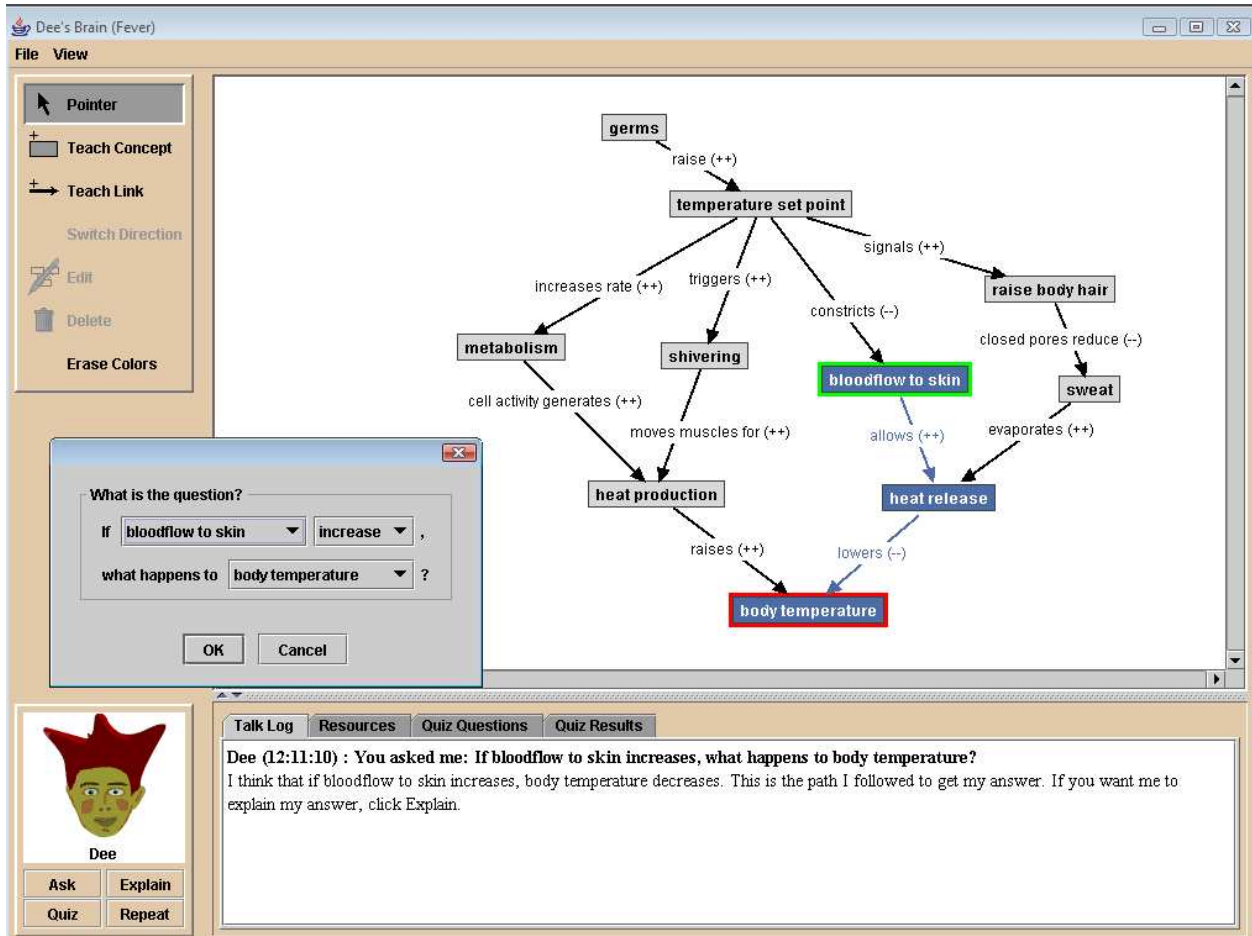 Dee's Brain (Fever)
File View
Pointer
Teach Concept
Teach Link
Switch Direction
Edit
Delete
Erase Colors
germs
raise (++)
temperature set point
signals (++)
increases rate (++)
triggers (++)
raise body hair
constricts (--)
metabolism
shivering
closed pores reduce (--)
bloodflow to skin
sweat
cell activity generates (++)
moves muscles for (++)
allows (++)
evaporates (++)
heat production
heat release
raises (++)
lowers (--)
body temperature
What is the question?
If bloodflow to skin increase ,
what happens to body temperature ?
OK Cancel
Talk Log Resources Quiz Questions Quiz Results
Dee (12:11:10) : You asked me: If bloodflow to skin increases, what happens to body temperature?
I think that if bloodflow to skin increases, body temperature decreases. This is the path I followed to get my answer. If you want me to
explain my answer, click Explain.
Dee
Ask Explain
Quiz Repeat